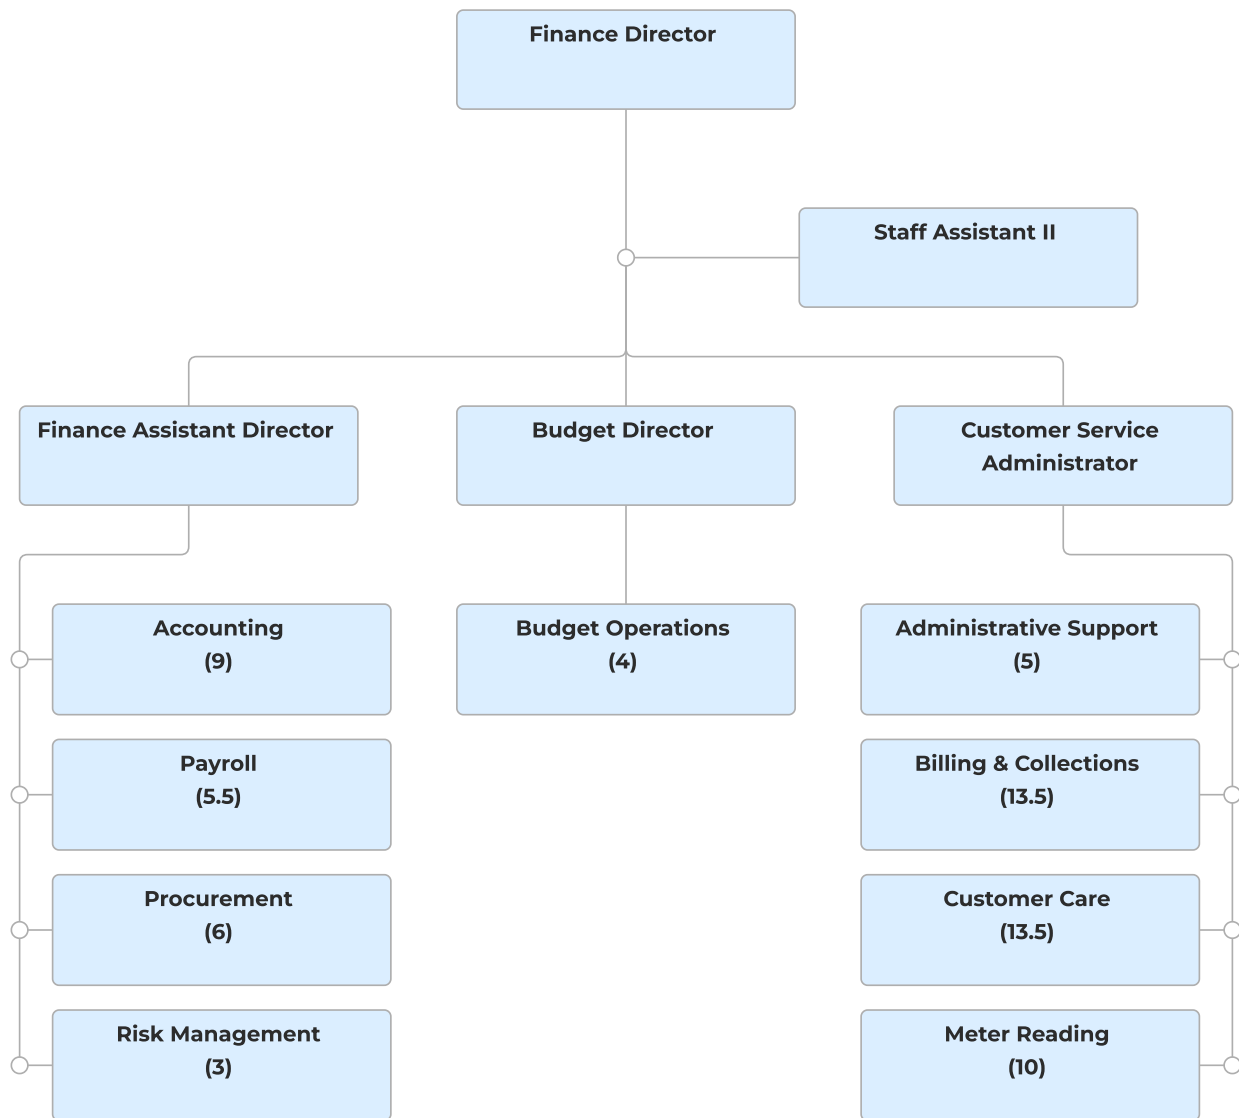 Finance Director
Staff Assistant II
Finance Assistant Director
Budget Director
Customer Service
Administrator
Accounting
(9)
Budget Operations
(4)
Administrative Support
(5)
Payroll
(5.5)
Billing & Collections
(13.5)
Procurement
(6)
Customer Care
(13.5)
Risk Management
(3)
Meter Reading
(10)